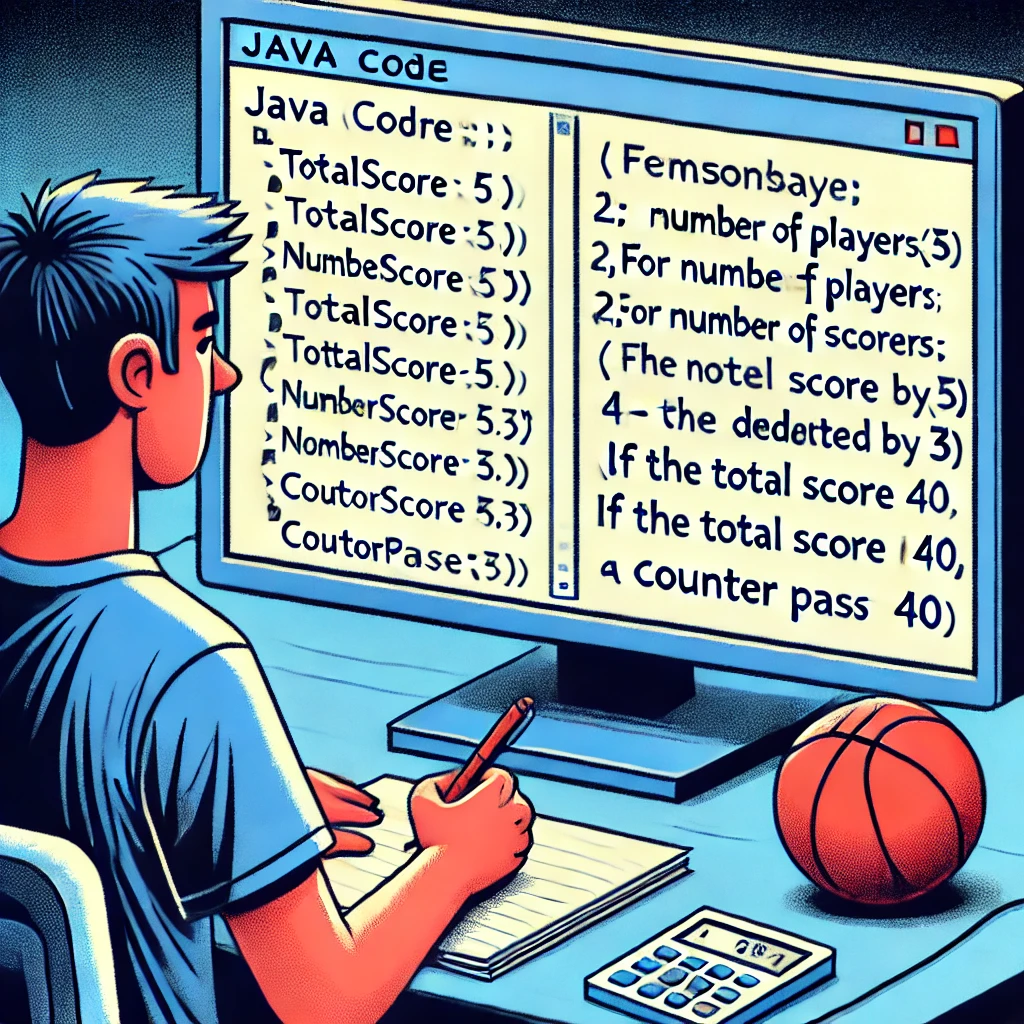 JAVA CODE
Java (Codre :;;)
TotalScore: 5))
TotalScore :5.))
NumbeScore 5))
TotalScore:5))
TottalScore-5.))
NunberScore- 5.3)
NomberScore- 3.))
CoutorScore 3.3)
CoutorPase:3))
(Femsonbaye;
2; number of players(5)
2,For numbe f players;
2;For number of scorers;
(Fhe notel score by,5)
4- the dedetted by 3)
(If the total score 40,
If the total score 40,
a counter pass 40)